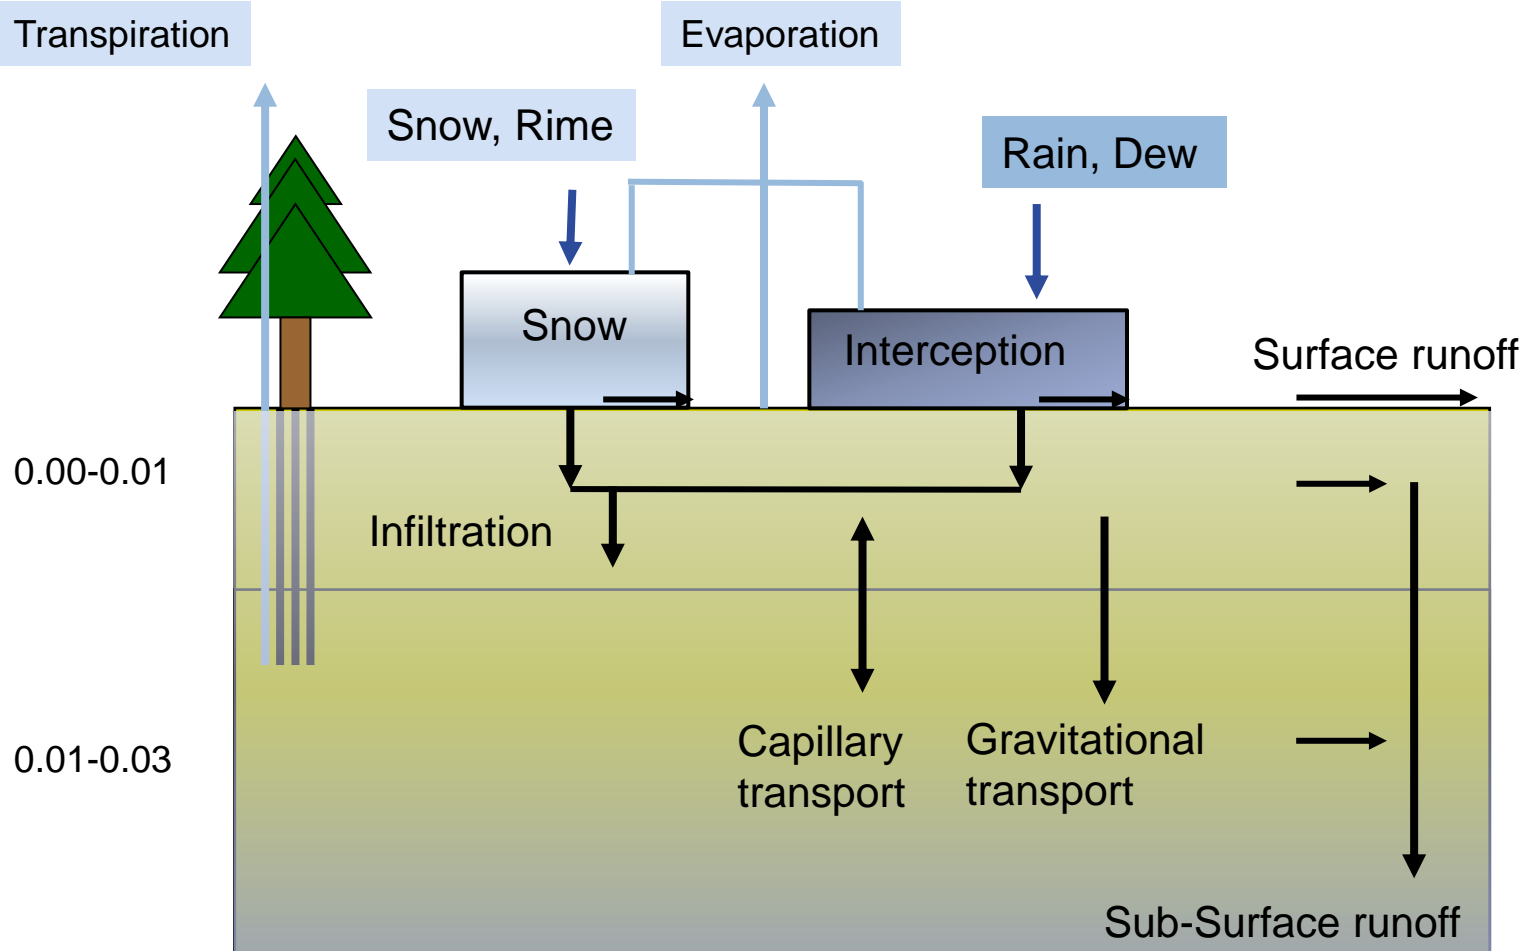 Transpiration
Evaporation
Snow, Rime
Rain, Dew
Snow
Interception
Surface runoff
0.00-0.01
Infiltration
0.01-0.03
Capillary
transport
Gravitational
transport
Sub-Surface runoff